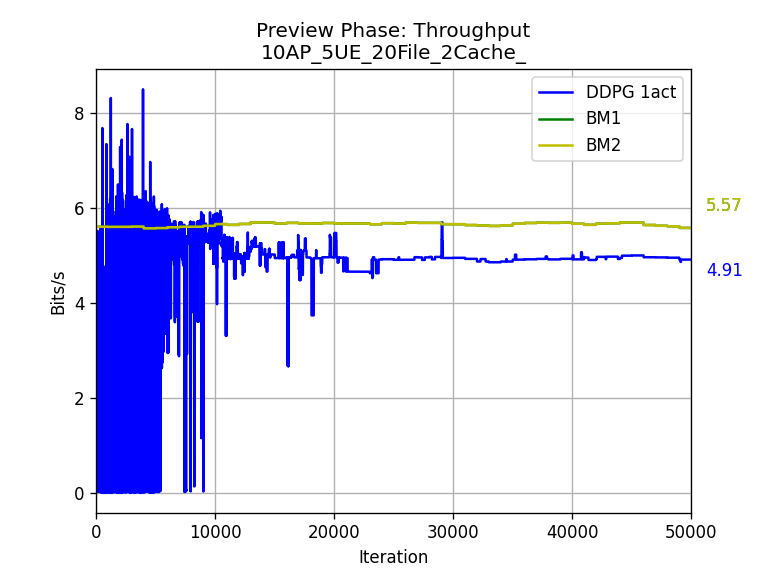 Preview Phase: Throughput
10AP_5UE_20File_2Cache_
DDPG 1act
BM1
BM2
8
6
4
2
0
Bits/s
5.57
4.91
0
10000
20000
30000
40000
50000
Iteration